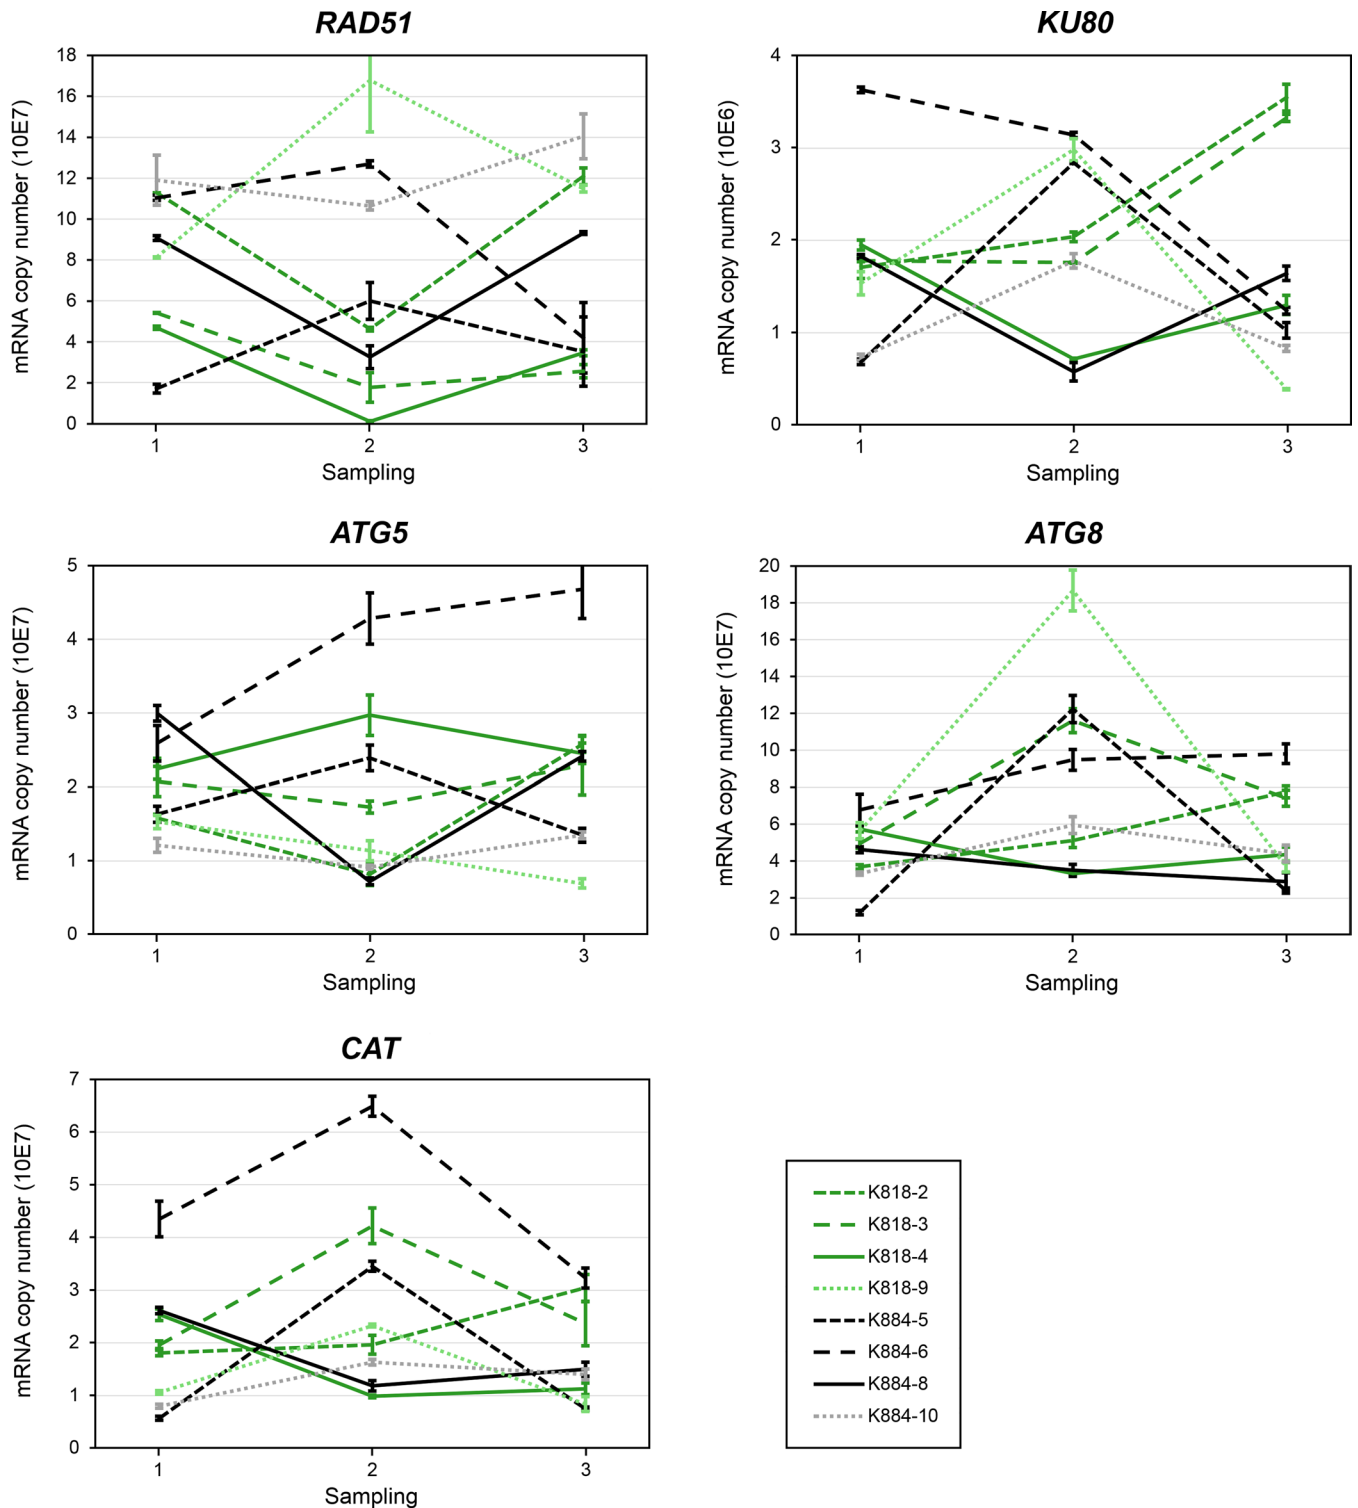 RAD51
mRNA copy number (10E7)
18
16
14
12
10
8
6
4
2
0
1 2 3
Sampling
KU80
mRNA copy number (10E6)
4
3
2
1
0
1 2 3
Sampling
ATG5
mRNA copy number (10E7)
5
4
3
2
1
0
1 2 3
Sampling
ATG8
mRNA copy number (10E7)
20
18
16
14
12
10
8
6
4
2
0
1 2 3
Sampling
CAT
mRNA copy number (10E7)
7
6
5
4
3
2
1
0
1 2 3
Sampling
K818-2
K818-3
K818-4
K818-9
K884-5
K884-6
K884-8
K884-10